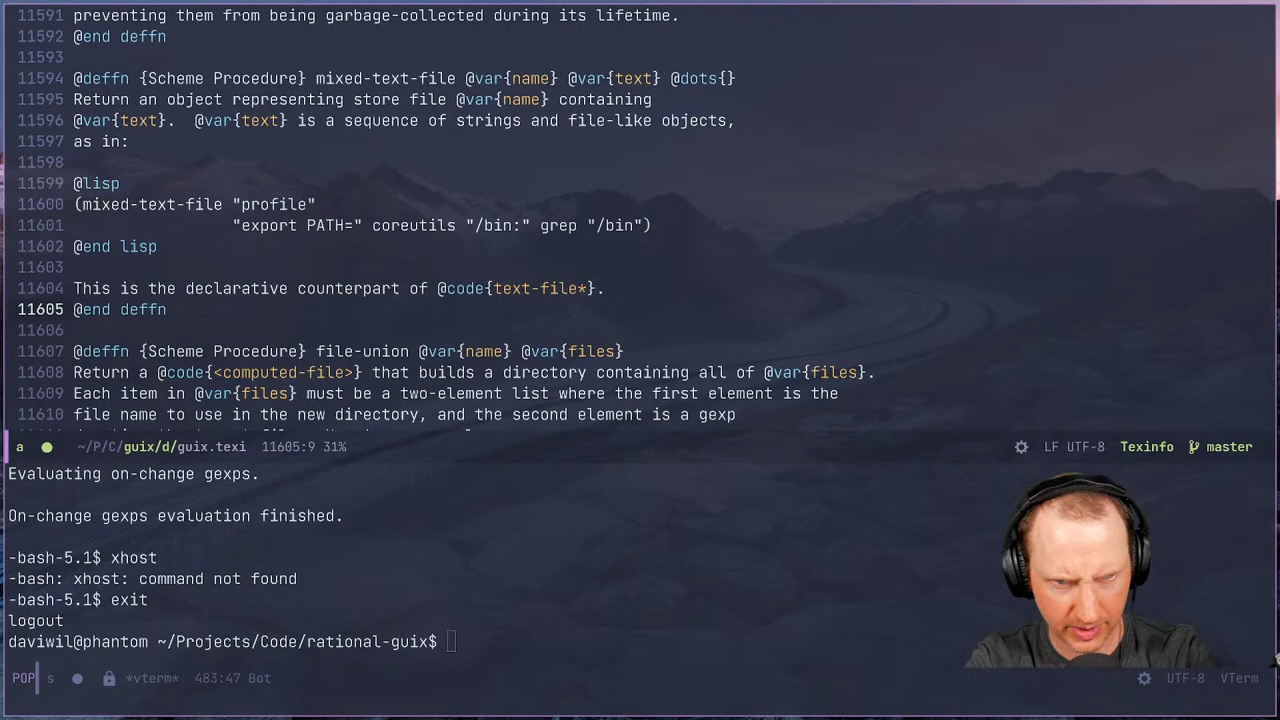 11591 preventing them from being garbage-collected during its lifetime.
11592 @end deffn
11593
11594 @deffn {Scheme Procedure} mixed-text-file @var{name} @var{text} @dots{}
11595 Return an object representing store file @var{name} containing
11596 @var{text}.  @var{text} is a sequence of strings and file-like objects,
11597 as in:
11598
11599 @lisp
11600 (mixed-text-file "profile"
11601                  "export PATH=" coreutils "/bin:" grep "/bin")
11602 @end lisp
11603
11604 This is the declarative counterpart of @code{text-file*}.
11605 @end deffn
11606
11607 @deffn {Scheme Procedure} file-union @var{name} @var{files}
11608 Return a @code{<computed-file>} that builds a directory containing all of @var{files}.
11609 Each item in @var{files} must be a two-element list where the first element is the
11610 file name to use in the new directory, and the second element is a gexp
a ~/P/C/guix/d/guix.texi 11605:9 31% LF UTF-8 Texinfo master
Evaluating on-change gexps.
On-change gexps evaluation finished.
-bash-5.1$ xhost
-bash: xhost: command not found
-bash-5.1$ exit
logout
daviwil@phantom ~/Projects/Code/rational-guix$
POP s *vterm* 483:47 Bot UTF-8 VTerm